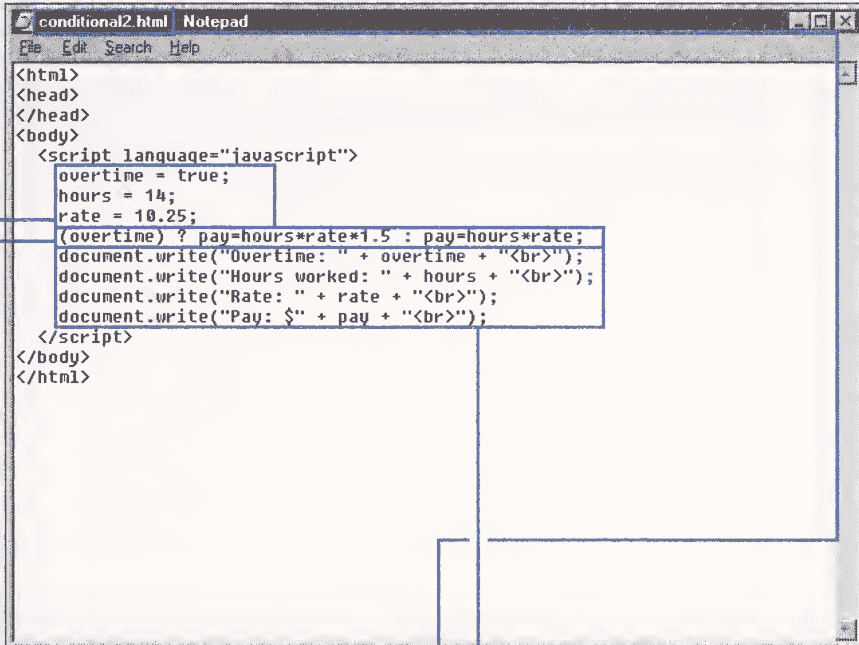 conditional2.html Notepad
File Edit Search Help
<html>
<head>
</head>
<body>
<script language="javascript">
overtime = true;
hours = 14;
rate = 10.25;
(overtime) ? pay=hours*rate*1.5 : pay=hours*rate;
document.write("Overtime: " + overtime + "<br>");
document.write("Hours worked: " + hours + "<br>");
document.write("Rate: " + rate + "<br>");
document.write("Pay: $" + pay + "<br>");
</script>
</body>
</html>